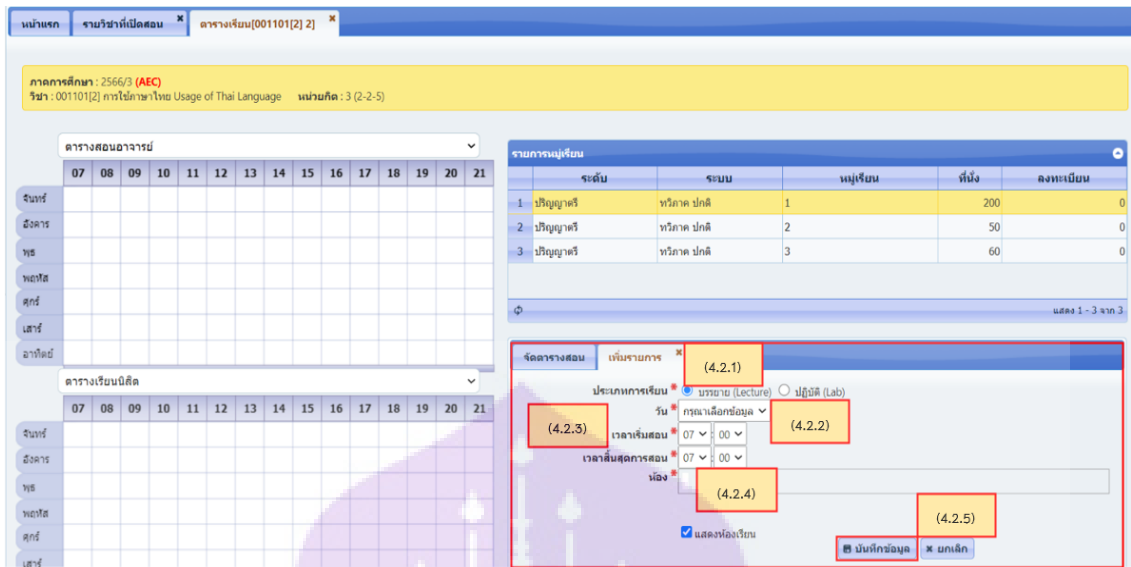 หน้าแรก รายวิชาที่เปิดสอน ตารางเรียน[001101[2] 2]
ภาคการศึกษา : 2566/3 (AEC)
วิชา : 001101[2] การใช้ภาษาไทย Usage of Thai Language หน่วยกิต : 3 (2-2-5)
ตารางสอนอาจารย์
07 08 09 10 11 12 13 14 15 16 17 18 19 20 21
จันทร์
อังคาร
พุธ
พฤหัส
ศุกร์
เสาร์
อาทิตย์
ตารางเรียนนิสิต
07 08 09 10 11 12 13 14 15 16 17 18 19 20 21
จันทร์
อังคาร
พุธ
พฤหัส
ศุกร์
เสาร์
รายการหมู่เรียน
ระดับ ระบบ หมู่เรียน ที่นั่ง ลงทะเบียน
1 ปริญญาตรี ทวิภาค ปกติ 1 200 0
2 ปริญญาตรี ทวิภาค ปกติ 2 50 0
3 ปริญญาตรี ทวิภาค ปกติ 3 60 0
แสดง 1 - 3 จาก 3
จัดตารางสอน เพิ่มรายการ (4.2.1)
ประเภทการเรียน * บรรยาย (Lecture) ปฏิบัติ (Lab)
วัน * กรุณาเลือกข้อมูล (4.2.2)
(4.2.3) เวลาเริ่มสอน * 07 : 00
เวลาสิ้นสุดการสอน * 07 : 00
ห้อง * (4.2.4)
(4.2.5)
แสดงห้องเรียน
บันทึกข้อมูล ยกเลิก